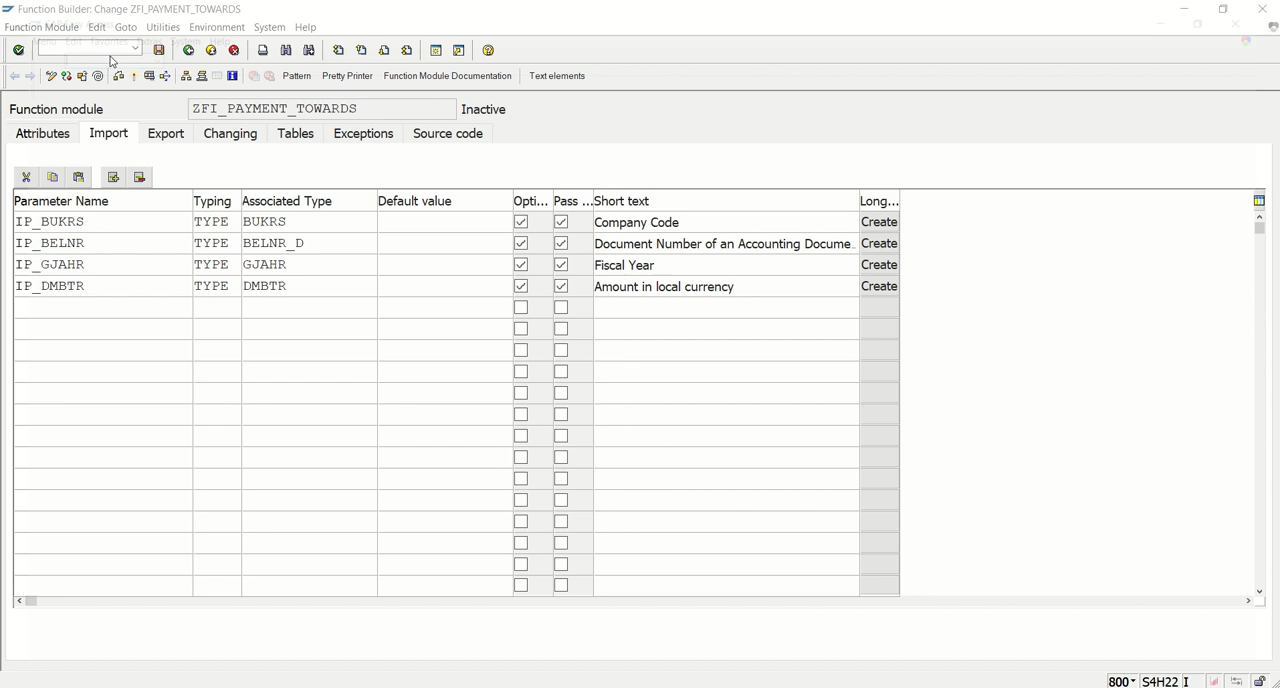 Function Builder: Change ZFI_PAYMENT_TOWARDS
Function Module Edit Goto Utilities Environment System Help
Pattern Pretty Printer Function Module Documentation Text elements
Function module ZFI_PAYMENT_TOWARDS Inactive
Attributes Import Export Changing Tables Exceptions Source code
Parameter Name Typing Associated Type Default value Opti... Pass ... Short text Long...
IP_BUKRS TYPE BUKRS Company Code Create
IP_BELNR TYPE BELNR_D Document Number of an Accounting Docume Create
IP_GJAHR TYPE GJAHR Fiscal Year Create
IP_DMBTR TYPE DMBTR Amount in local currency Create
800 S4H22 I